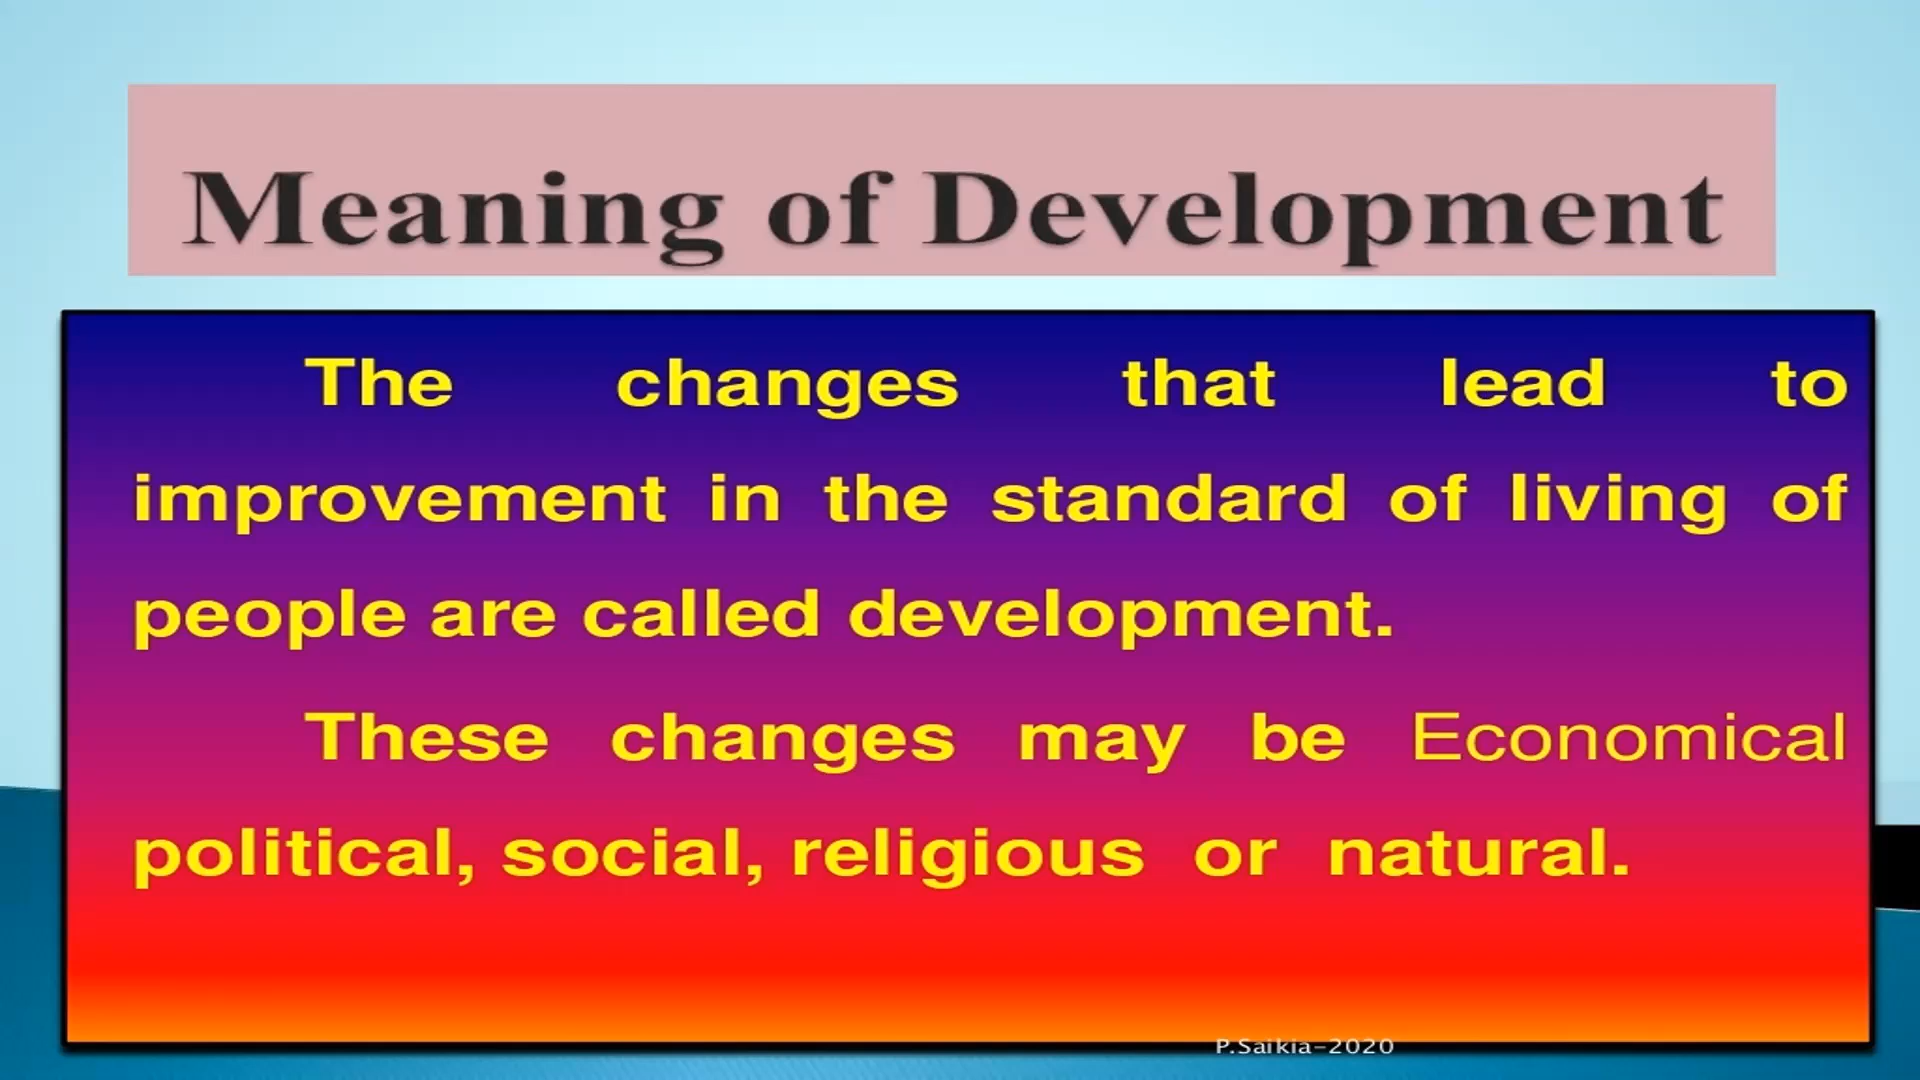 Meaning of Development
The changes that lead to
improvement in the standard of living of
people are called development.
These changes may be Economical
political, social, religious or natural.
P.Saikia-2020